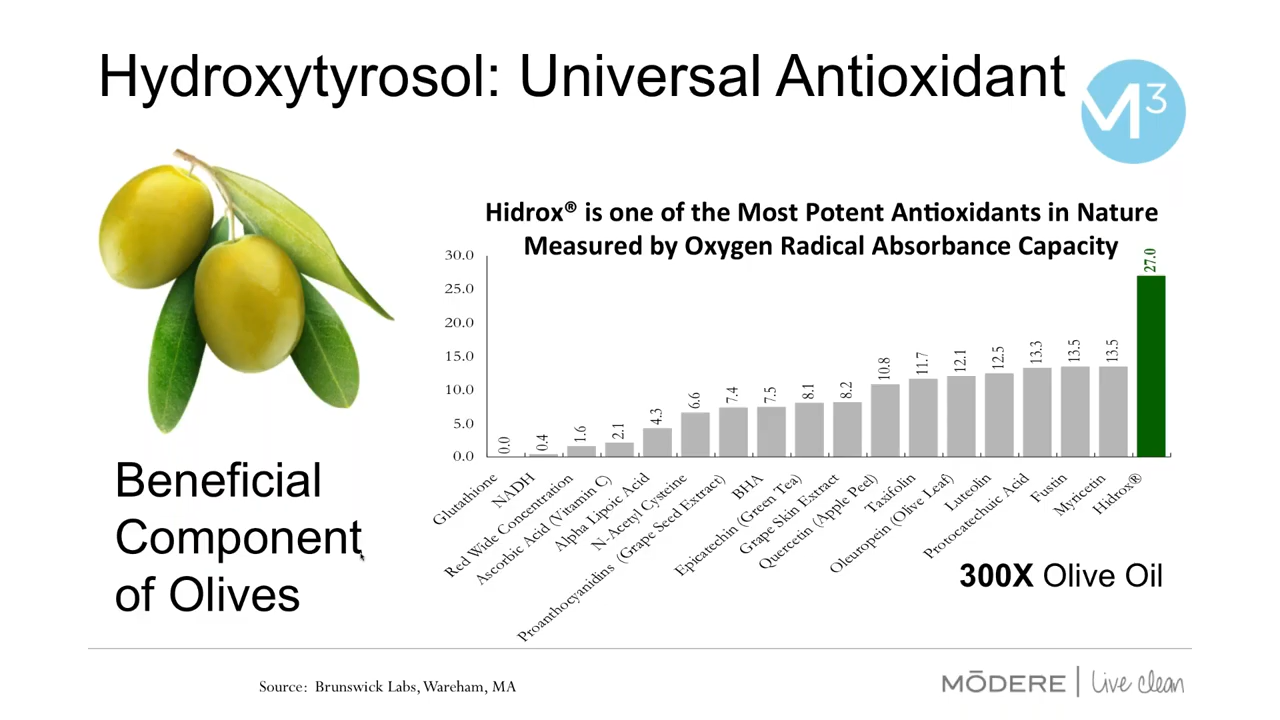 Hydroxytyrosol: Universal Antioxidant
M3
Hidrox® is one of the Most Potent Antioxidants in Nature
Measured by Oxygen Radical Absorbance Capacity
30.0
25.0
20.0
15.0
10.0
5.0
0.0
0.0
0.4
1.6
2.1
4.3
6.6
7.4
7.5
8.1
8.2
10.8
11.7
12.1
12.5
13.3
13.5
13.5
27.0
Glutathione
NADH
Red Wide Concentration
Ascorbic Acid (Vitamin C)
Alpha Lipoic Acid
N-Acetyl Cysteine
Proanthocyanidins (Grape Seed Extract)
BHA
Epicatechin (Green Tea)
Grape Skin Extract
Quercetin (Apple Peel)
Taxifolin
Oleuropein (Olive Leaf)
Luteolin
Protocatechuic Acid
Fustin
Myricetin
Hidrox®
Beneficial
Component
of Olives
300X Olive Oil
Source: Brunswick Labs, Wareham, MA
MŌDERE | Live clean